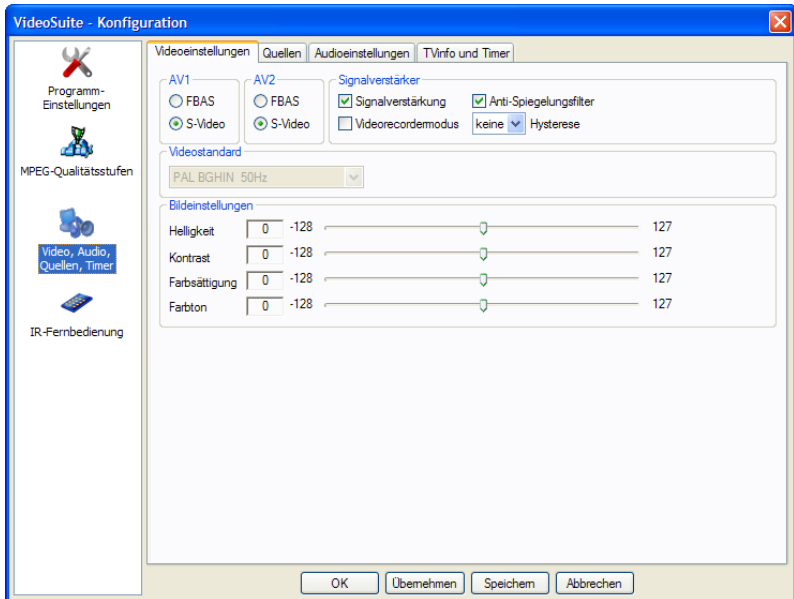 VideoSuite - Konfiguration
Programm-
Einstellungen
MPEG-Qualitätsstufen
Video, Audio,
Quellen, Timer
IR-Fernbedienung
Videoeinstellungen Quellen Audioeinstellungen TVinfo und Timer
AV1
FBAS
S-Video
AV2
FBAS
S-Video
Signalverstärker
Signalverstärkung Anti-Spiegelungsfilter
Videorecordermodus keine Hysterese
Videostandard
PAL BGHIN 50Hz
Bildeinstellungen
Helligkeit 0 -128 127
Kontrast 0 -128 127
Farbsättigung 0 -128 127
Farbton 0 -128 127
OK Übernehmen Speichern Abbrechen